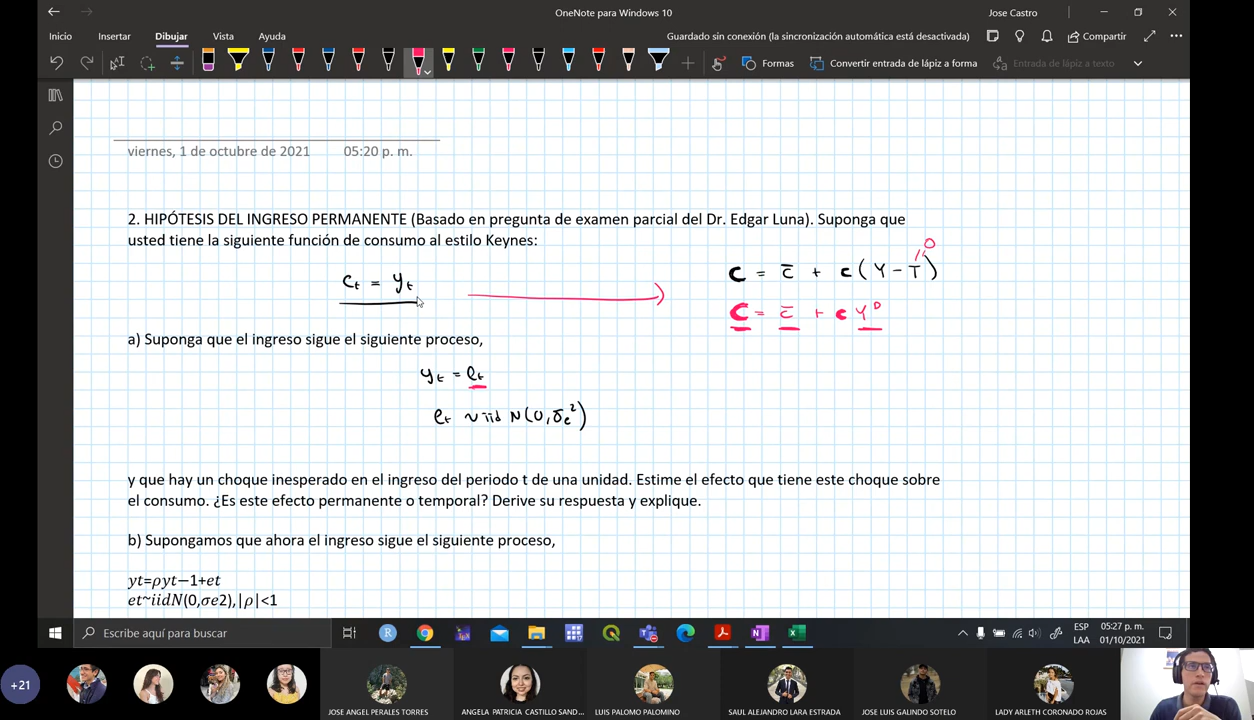 OneNote para Windows 10
Jose Castro
Inicio Insertar Dibujar Vista Ayuda
Guardado sin conexión (la sincronización automática está desactivada) Compartir
Formas Convertir entrada de lápiz a forma Entrada de lápiz a texto
viernes, 1 de octubre de 2021 05:20 p. m.
2. HIPÓTESIS DEL INGRESO PERMANENTE (Basado en pregunta de examen parcial del Dr. Edgar Luna). Suponga que
usted tiene la siguiente función de consumo al estilo Keynes:
0
"
C = c̄ + c(Y-T)
Ct = yt
C = c̄ + cY^D
a) Suponga que el ingreso sigue el siguiente proceso,
yt = et
et ~iid N(0,σe²)
y que hay un choque inesperado en el ingreso del periodo t de una unidad. Estime el efecto que tiene este choque sobre
el consumo. ¿Es este efecto permanente o temporal? Derive su respuesta y explique.
b) Supongamos que ahora el ingreso sigue el siguiente proceso,
yt=ρyt−1+et
et~iidN(0,σe2),|ρ|<1
Escribe aquí para buscar
ESP
LAA
05:27 p. m.
01/10/2021
+21
JOSE ANGEL PERALES TORRES
ANGELA PATRICIA CASTILLO SAND...
LUIS PALOMO PALOMINO
SAUL ALEJANDRO LARA ESTRADA
JOSE LUIS GALINDO SOTELO
LADY ARLETH CORONADO ROJAS